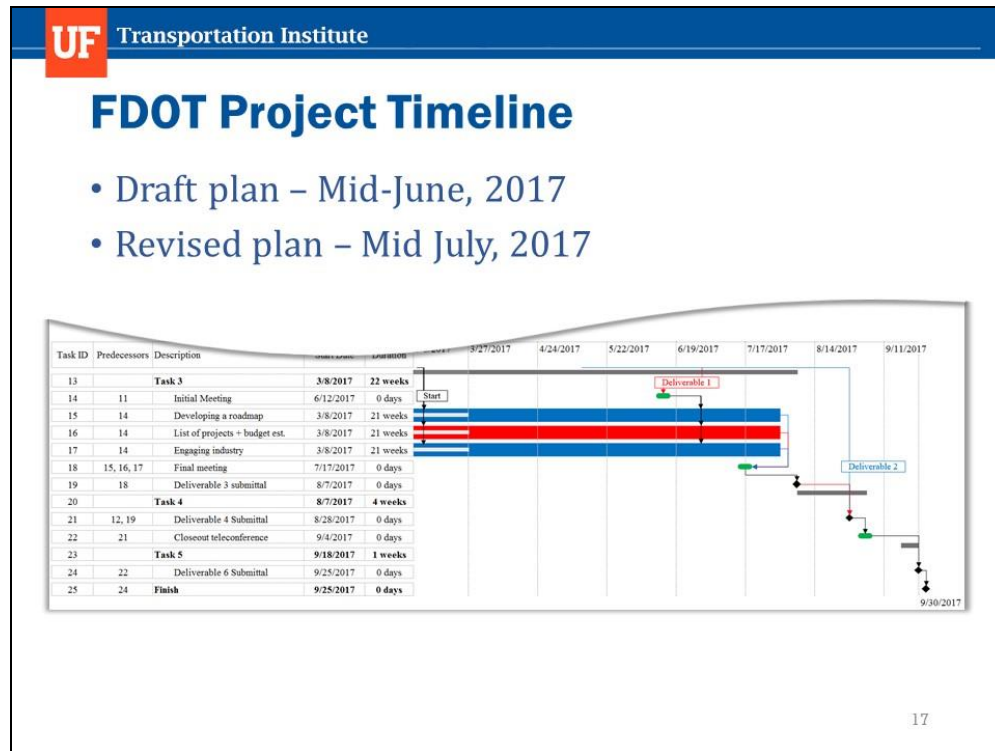 UF Transportation Institute
FDOT Project Timeline
• Draft plan – Mid-June, 2017
• Revised plan – Mid July, 2017
Task ID Predecessors Description Start Date Duration 3/27/2017 4/24/2017 5/22/2017 6/19/2017 7/17/2017 8/14/2017 9/11/2017
13 Task 3 3/8/2017 22 weeks Deliverable 1
14 11 Initial Meeting 6/12/2017 0 days Start
15 14 Developing a roadmap 3/8/2017 21 weeks
16 14 List of projects + budget est. 3/8/2017 21 weeks
17 14 Engaging industry 3/8/2017 21 weeks
18 15, 16, 17 Final meeting 7/17/2017 0 days Deliverable 2
19 18 Deliverable 3 submittal 8/7/2017 0 days
20 Task 4 8/7/2017 4 weeks
21 12, 19 Deliverable 4 Submittal 8/28/2017 0 days
22 21 Closeout teleconference 9/4/2017 0 days
23 Task 5 9/18/2017 1 weeks
24 22 Deliverable 6 Submittal 9/25/2017 0 days
25 24 Finish 9/25/2017 0 days
9/30/2017
17